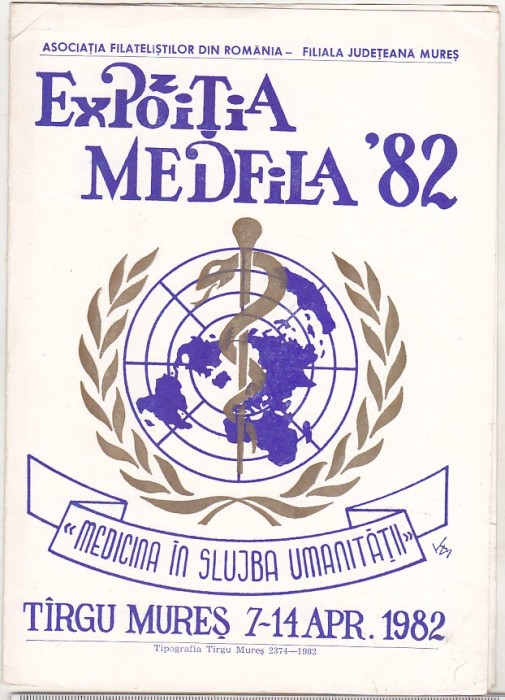 ASOCIAȚIA FILATELIȘTILOR DIN ROMÂNIA – FILIALA JUDEȚEANĂ MUREȘ
EXPOZIȚIA
MEDFILA '82
«MEDICINA ÎN SLUJBA UMANITĂȚII»
TÎRGU MUREȘ 7-14 APR. 1982
Tipografia Tîrgu Mureș 2374—1982